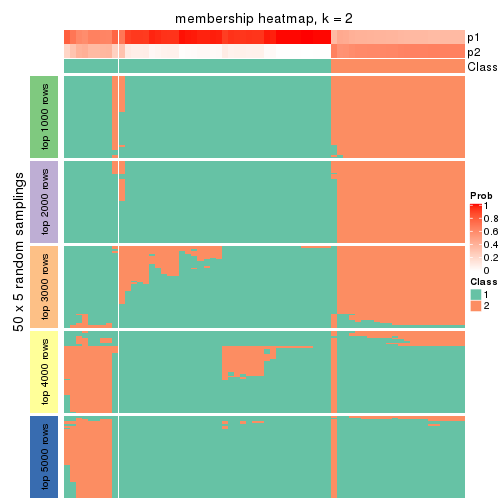 membership heatmap, k = 2
p1
p2
Class
50 x 5 random samplings
top 1000 rows
top 2000 rows
top 3000 rows
top 4000 rows
top 5000 rows
Prob
1
0.8
0.6
0.4
0.2
0
Class
1
2